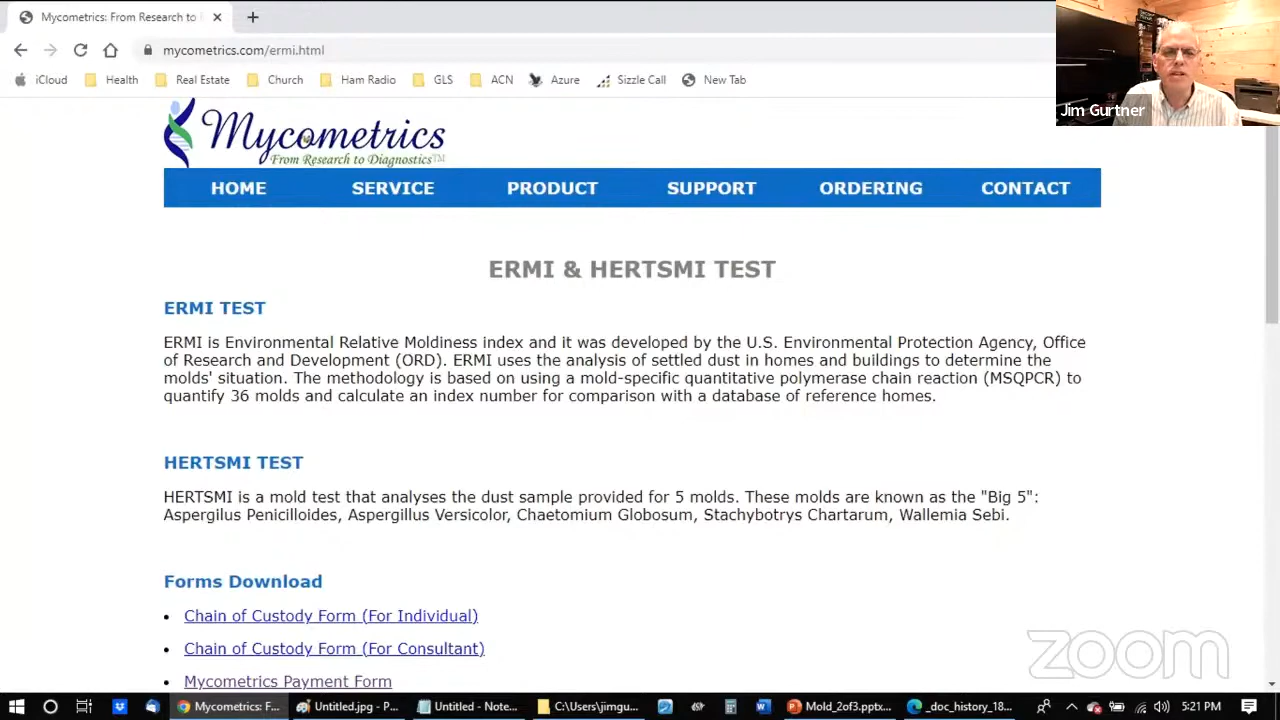 Mycometrics: From Research to
mycometrics.com/ermi.html
iCloud
Health
Real Estate
Church
Ham Radio
GLS
ACN
Azure
Sizzle Call
New Tab
Jim Gurtner
Mycometrics
From Research to Diagnostics™
HOME
SERVICE
PRODUCT
SUPPORT
ORDERING
CONTACT
ERMI & HERTSMI TEST
ERMI TEST
ERMI is Environmental Relative Moldiness index and it was developed by the U.S. Environmental Protection Agency, Office
of Research and Development (ORD). ERMI uses the analysis of settled dust in homes and buildings to determine the
molds' situation. The methodology is based on using a mold-specific quantitative polymerase chain reaction (MSQPCR) to
quantify 36 molds and calculate an index number for comparison with a database of reference homes.
HERTSMI TEST
HERTSMI is a mold test that analyses the dust sample provided for 5 molds. These molds are known as the "Big 5":
Aspergilus Penicilloides, Aspergillus Versicolor, Chaetomium Globosum, Stachybotrys Chartarum, Wallemia Sebi.
Forms Download
• Chain of Custody Form (For Individual)
• Chain of Custody Form (For Consultant)
• Mycometrics Payment Form
zoom
Mycometrics: F...
Untitled.jpg - P...
Untitled - Note...
C:\Users\jimgu...
Mold_2of3.pptx...
_doc_history_18...
5:21 PM